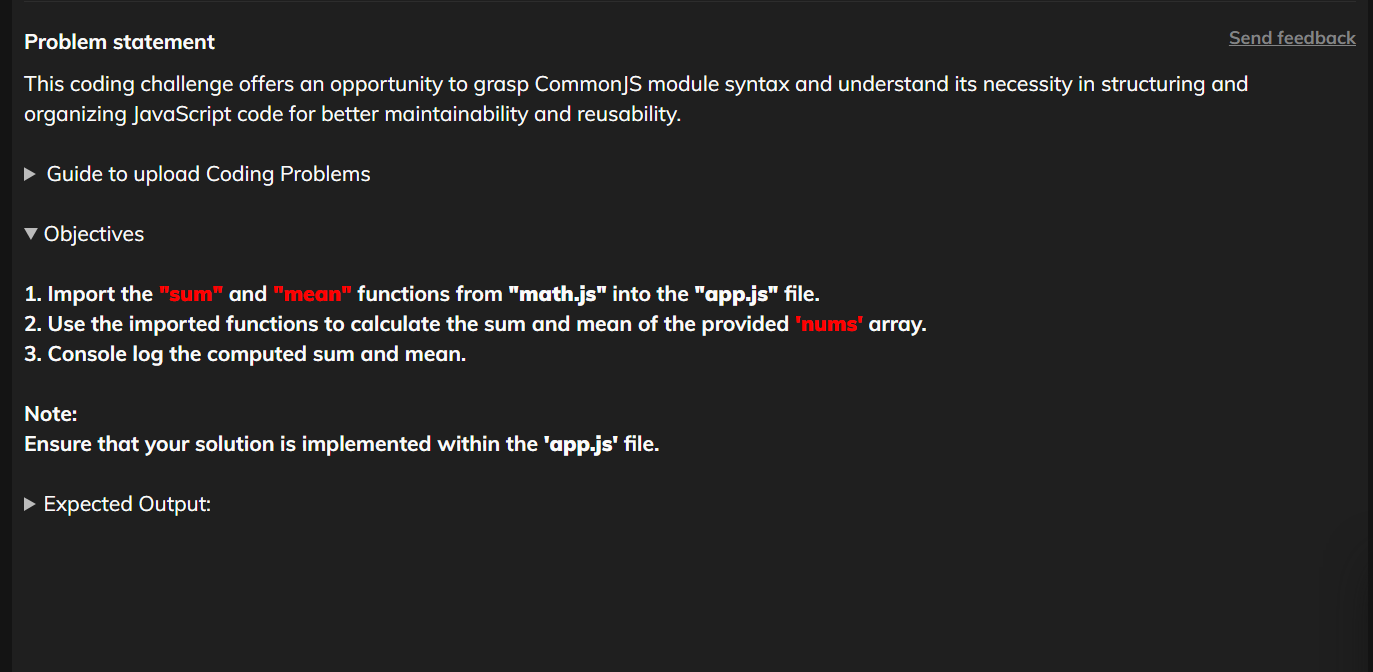 Problem statement
Send feedback
This coding challenge offers an opportunity to grasp CommonJS module syntax and understand its necessity in structuring and
organizing JavaScript code for better maintainability and reusability.
▶ Guide to upload Coding Problems
▼ Objectives
1. Import the "sum" and "mean" functions from "math.js" into the "app.js" file.
2. Use the imported functions to calculate the sum and mean of the provided 'nums' array.
3. Console log the computed sum and mean.
Note:
Ensure that your solution is implemented within the 'app.js' file.
▶ Expected Output: